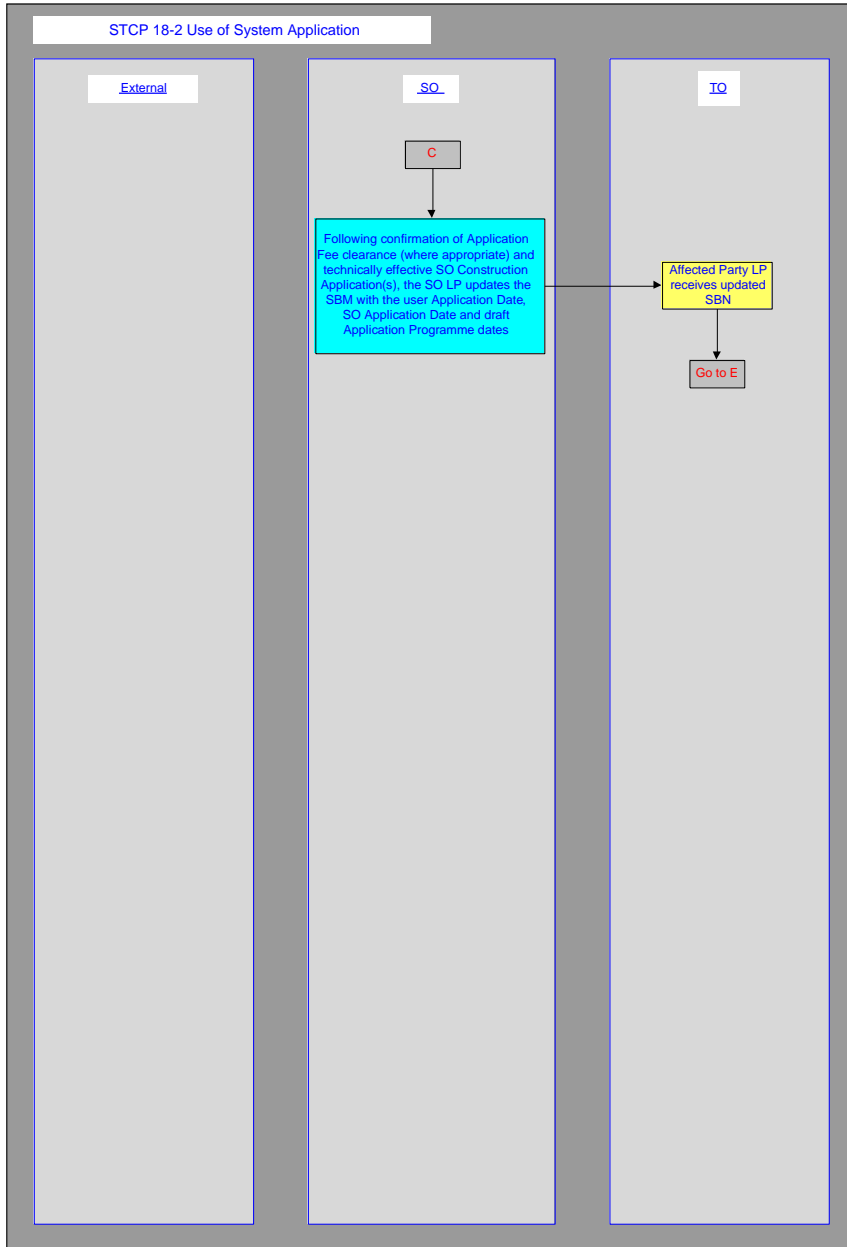 STCP 18-2 Use of System Application
External
SO
TO
C
Following confirmation of Application
Fee clearance (where appropriate) and
technically effective SO Construction
Application(s), the SO LP updates the
SBM with the user Application Date,
SO Application Date and draft
Application Programme dates
Affected Party LP
receives updated
SBN
Go to E